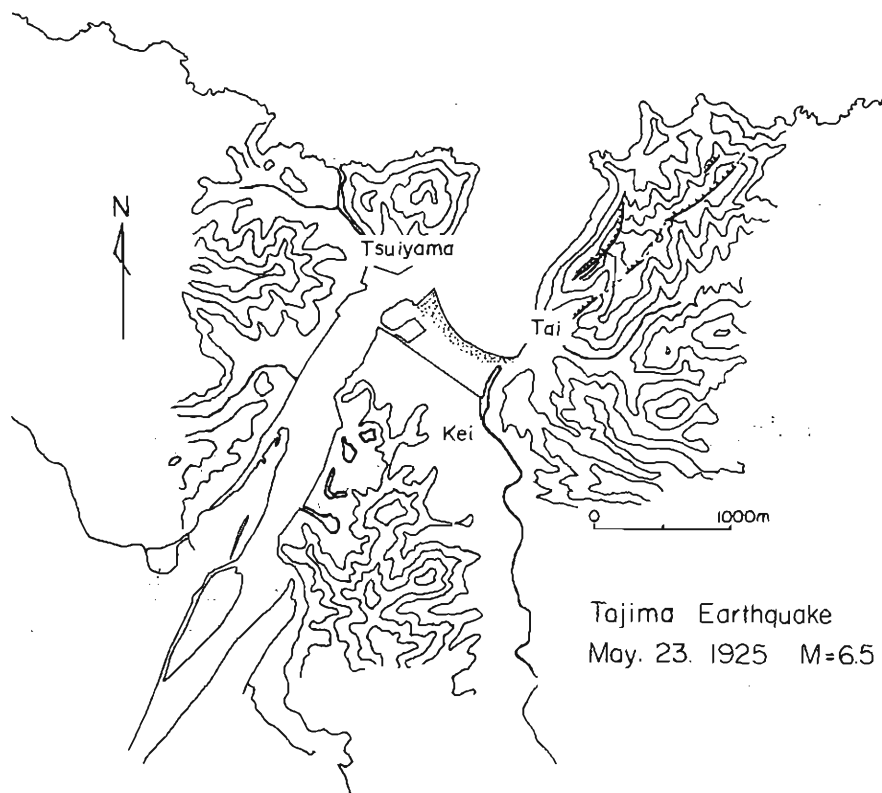 N
Tsuiyama
Tai
Kei
0 1000m
Tajima Earthquake
May. 23. 1925 M=6.5